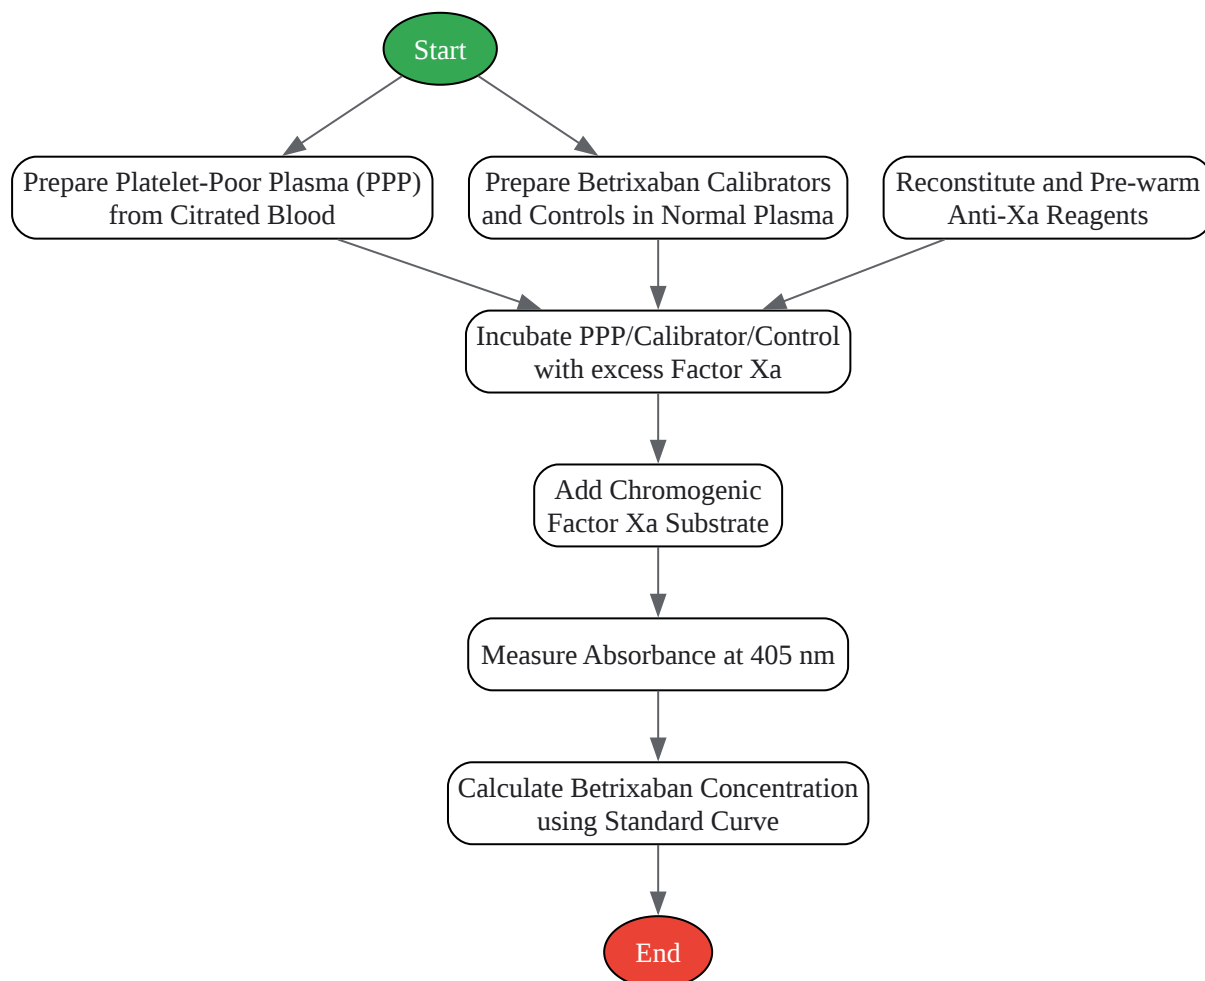 Start
Prepare Platelet-Poor Plasma (PPP)
from Citrated Blood
Prepare Betrixaban Calibrators
and Controls in Normal Plasma
Reconstitute and Pre-warm
Anti-Xa Reagents
Incubate PPP/Calibrator/Control
with excess Factor Xa
Add Chromogenic
Factor Xa Substrate
Measure Absorbance at 405 nm
Calculate Betrixaban Concentration
using Standard Curve
End